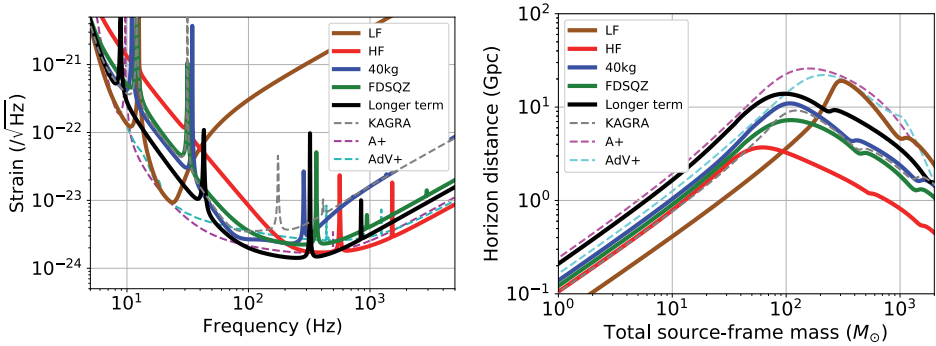 Strain (/√Hz)
10⁻²¹
10⁻²²
10⁻²³
10⁻²⁴
10¹
10²
10³
Frequency (Hz)
LF
HF
40kg
FDSQZ
Longer term
KAGRA
A+
AdV+
Horizon distance (Gpc)
10²
10¹
10⁰
10⁻¹
10⁰
10¹
10²
10³
Total source-frame mass (M☉)
LF
HF
40kg
FDSQZ
Longer term
KAGRA
A+
AdV+